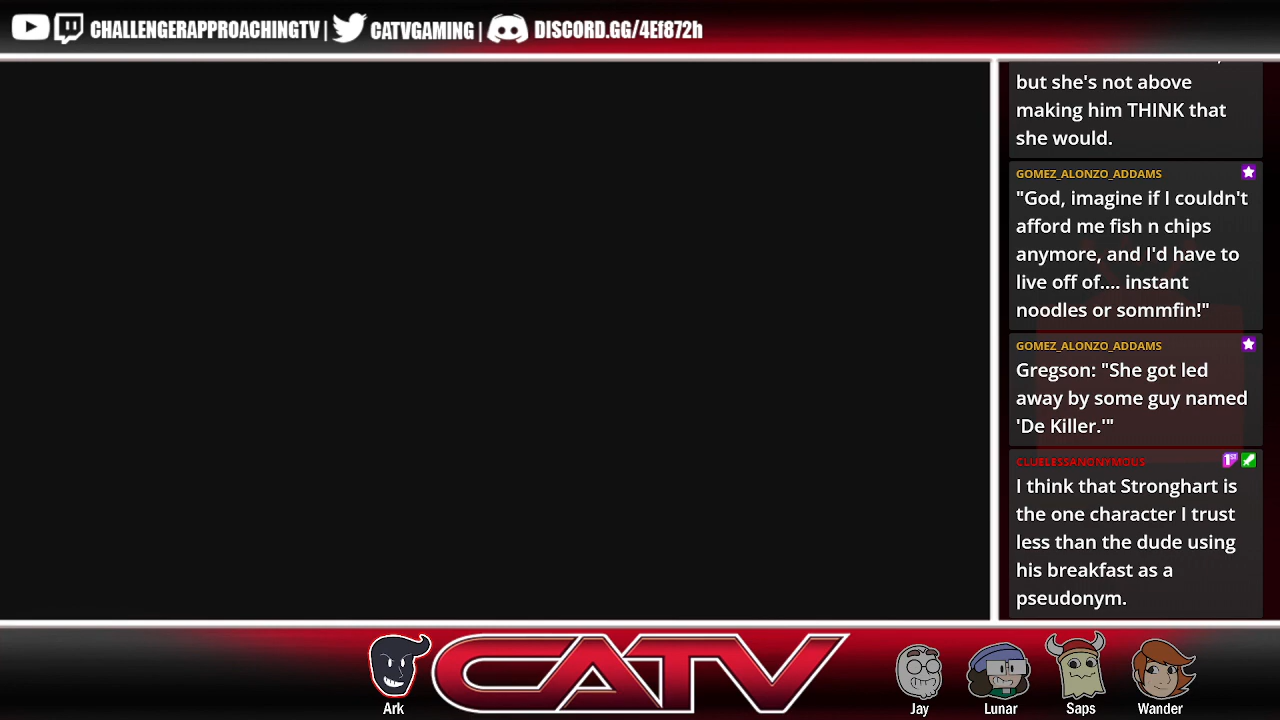 CHALLENGERAPPROACHINGTV | CATVGAMING | DISCORD.GG/4Ef872h
but she's not above
making him THINK that
she would.
GOMEZ_ALONZO_ADDAMS
"God, imagine if I couldn't
afford me fish n chips
anymore, and I'd have to
live off of.... instant
noodles or sommfin!"
GOMEZ_ALONZO_ADDAMS
Gregson: "She got led
away by some guy named
'De Killer.'"
CLUELESSANONYMOUS
I think that Stronghart is
the one character I trust
less than the dude using
his breakfast as a
pseudonym.
CATV
Ark
Jay
Lunar
Saps
Wander